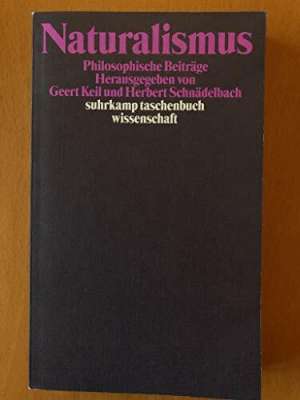 Naturalismus
Philosophische Beiträge
Herausgegeben von
Geert Keil und Herbert Schnädelbach
suhrkamp taschenbuch
wissenschaft